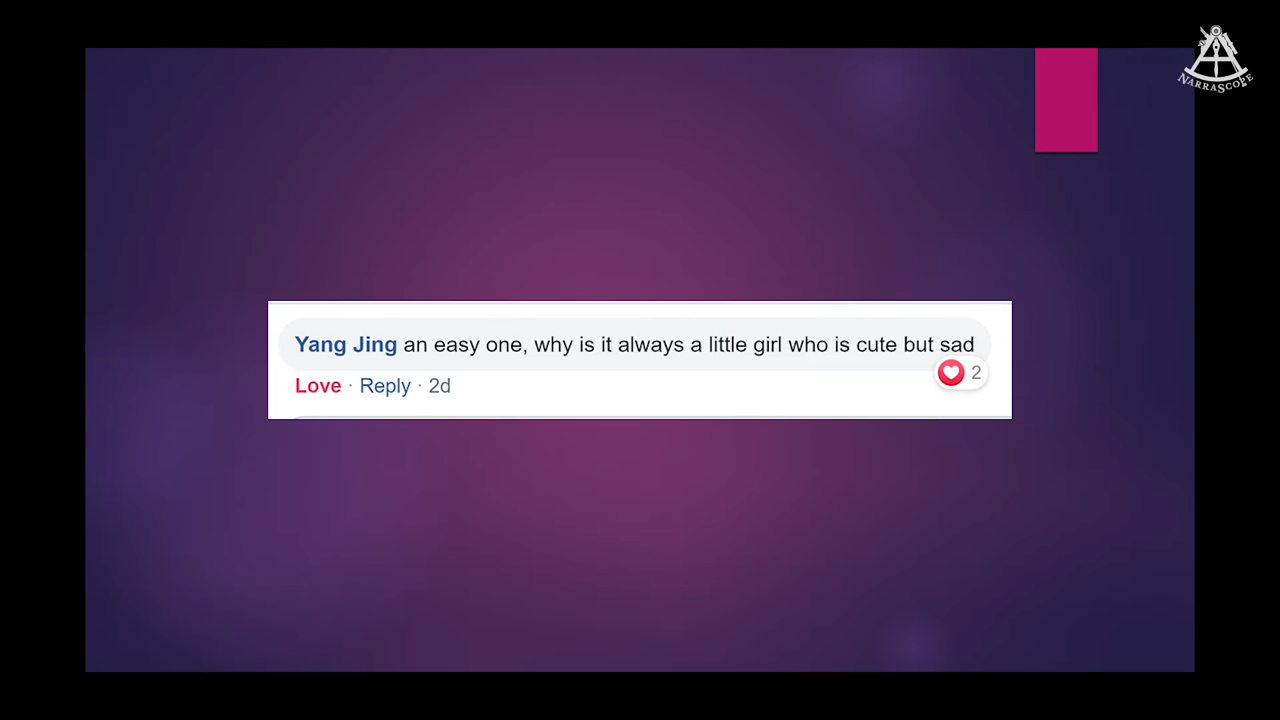 NARRASCOPE
Yang Jing an easy one, why is it always a little girl who is cute but sad
Love · Reply · 2d
2